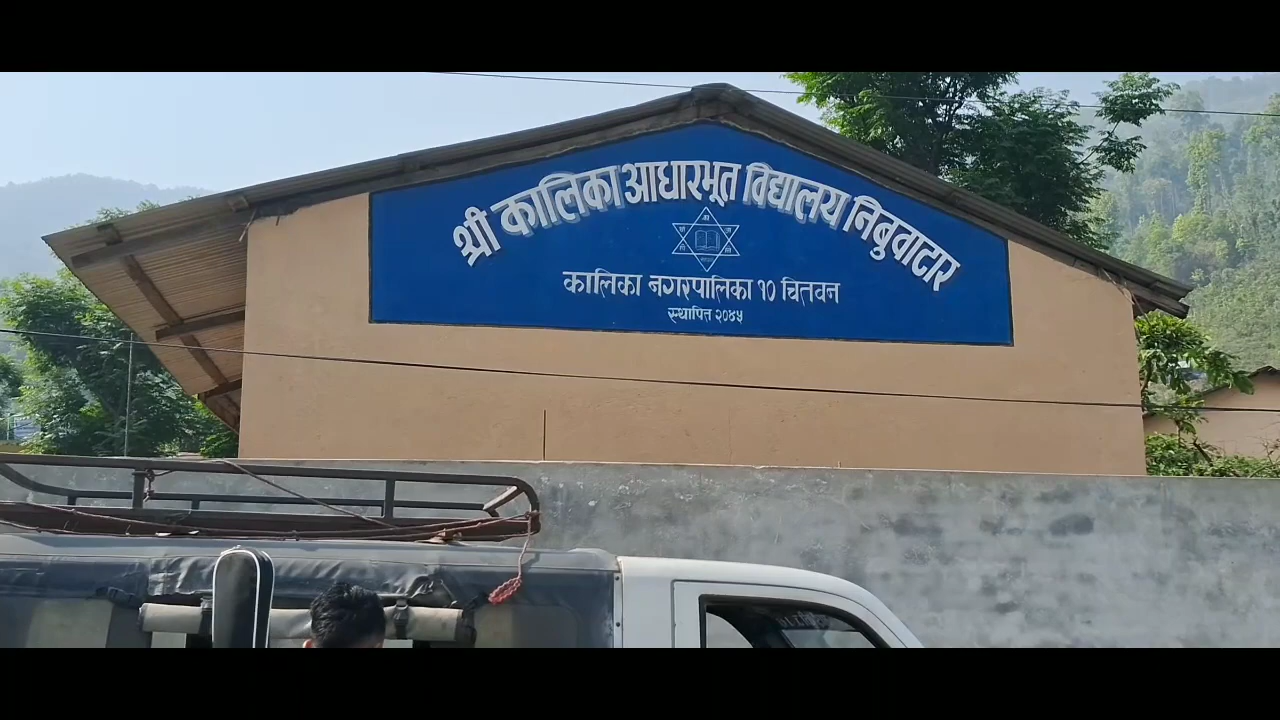 श्री कालिका आधारभूत विद्यालय निबुवाटार
कालिका नगरपालिका १० चितवन
स्थापित २०४५